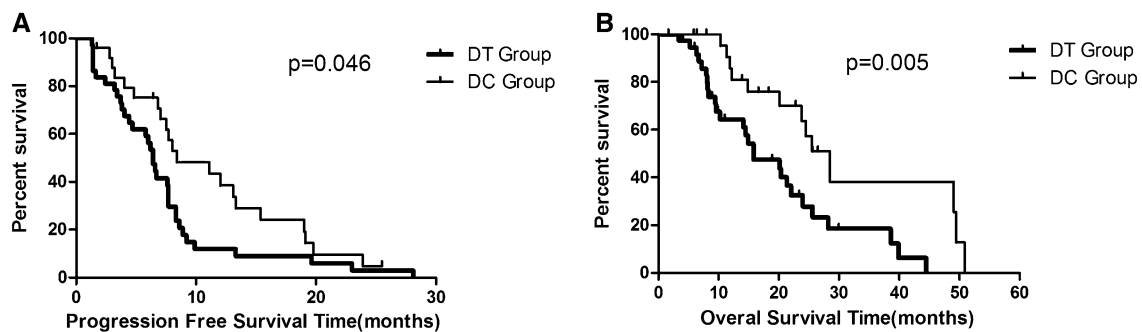 A
100
80
60
40
20
0
Percent survival
p=0.046
DT Group
DC Group
0 10 20 30
Progression Free Survival Time(months)
B
100
80
60
40
20
0
Percent survival
p=0.005
DT Group
DC Group
0 10 20 30 40 50 60
Overal Survival Time(months)